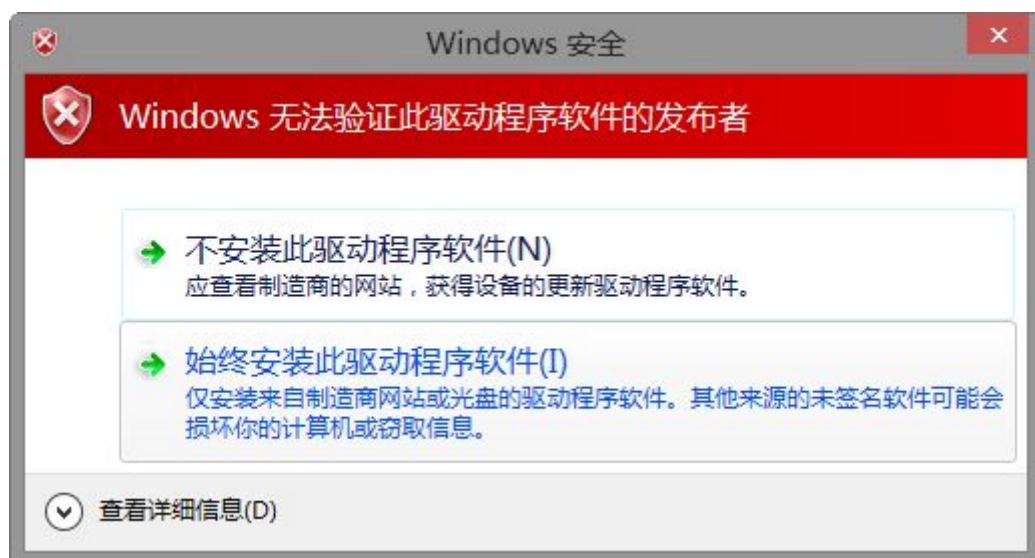 Windows 安全
Windows 无法验证此驱动程序软件的发布者
不安装此驱动程序软件(N)
应查看制造商的网站，获得设备的更新驱动程序软件。
始终安装此驱动程序软件(I)
仅安装来自制造商网站或光盘的驱动程序软件。其他来源的未签名软件可能会
损坏你的计算机或窃取信息。
查看详细信息(D)